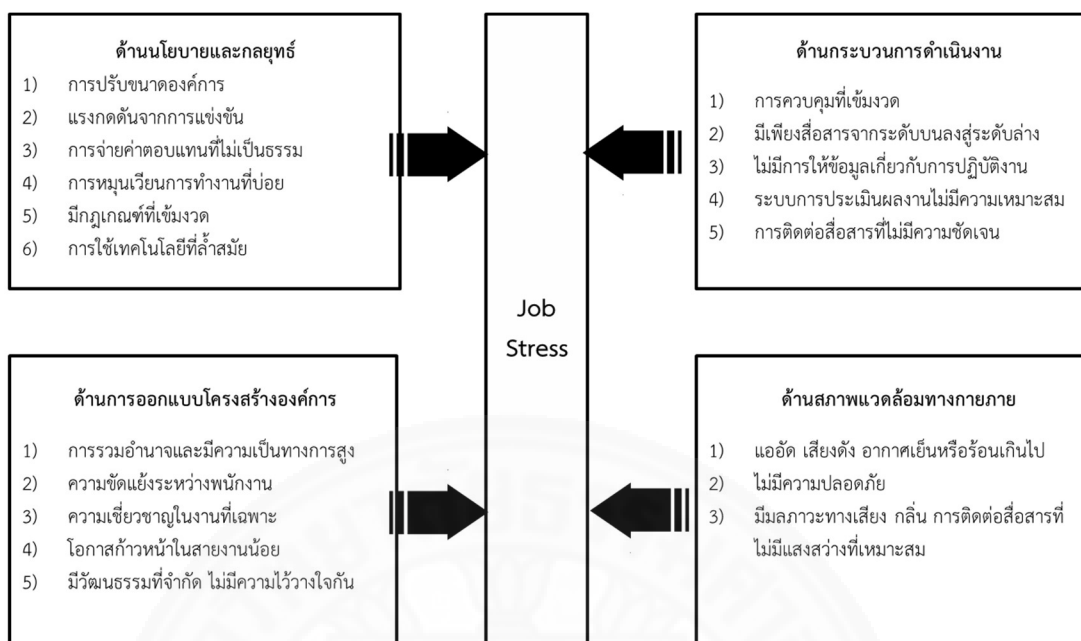 ด้านนโยบายและกลยุทธ์
1) การปรับขนาดองค์การ
2) แรงกดดันจากการแข่งขัน
3) การจ่ายค่าตอบแทนที่ไม่เป็นธรรม
4) การหมุนเวียนการทำงานที่บ่อย
5) มีกฎเกณฑ์ที่เข้มงวด
6) การใช้เทคโนโลยีที่ล้ำสมัย
ด้านกระบวนการดำเนินงาน
1) การควบคุมที่เข้มงวด
2) มีเพียงสื่อสารจากระดับบนลงสู่ระดับล่าง
3) ไม่มีการให้ข้อมูลเกี่ยวกับการปฏิบัติงาน
4) ระบบการประเมินผลงานไม่มีความเหมาะสม
5) การติดต่อสื่อสารที่ไม่มีความชัดเจน
Job
Stress
ด้านการออกแบบโครงสร้างองค์การ
1) การรวมอำนาจและมีความเป็นทางการสูง
2) ความขัดแย้งระหว่างพนักงาน
3) ความเชี่ยวชาญในงานที่เฉพาะ
4) โอกาสก้าวหน้าในสายงานน้อย
5) มีวัฒนธรรมที่จำกัด ไม่มีความไว้วางใจกัน
ด้านสภาพแวดล้อมทางกายภาย
1) แออัด เสียงดัง อากาศเย็นหรือร้อนเกินไป
2) ไม่มีความปลอดภัย
3) มีมลภาวะทางเสียง กลิ่น การติดต่อสื่อสารที่
ไม่มีแสงสว่างที่เหมาะสม